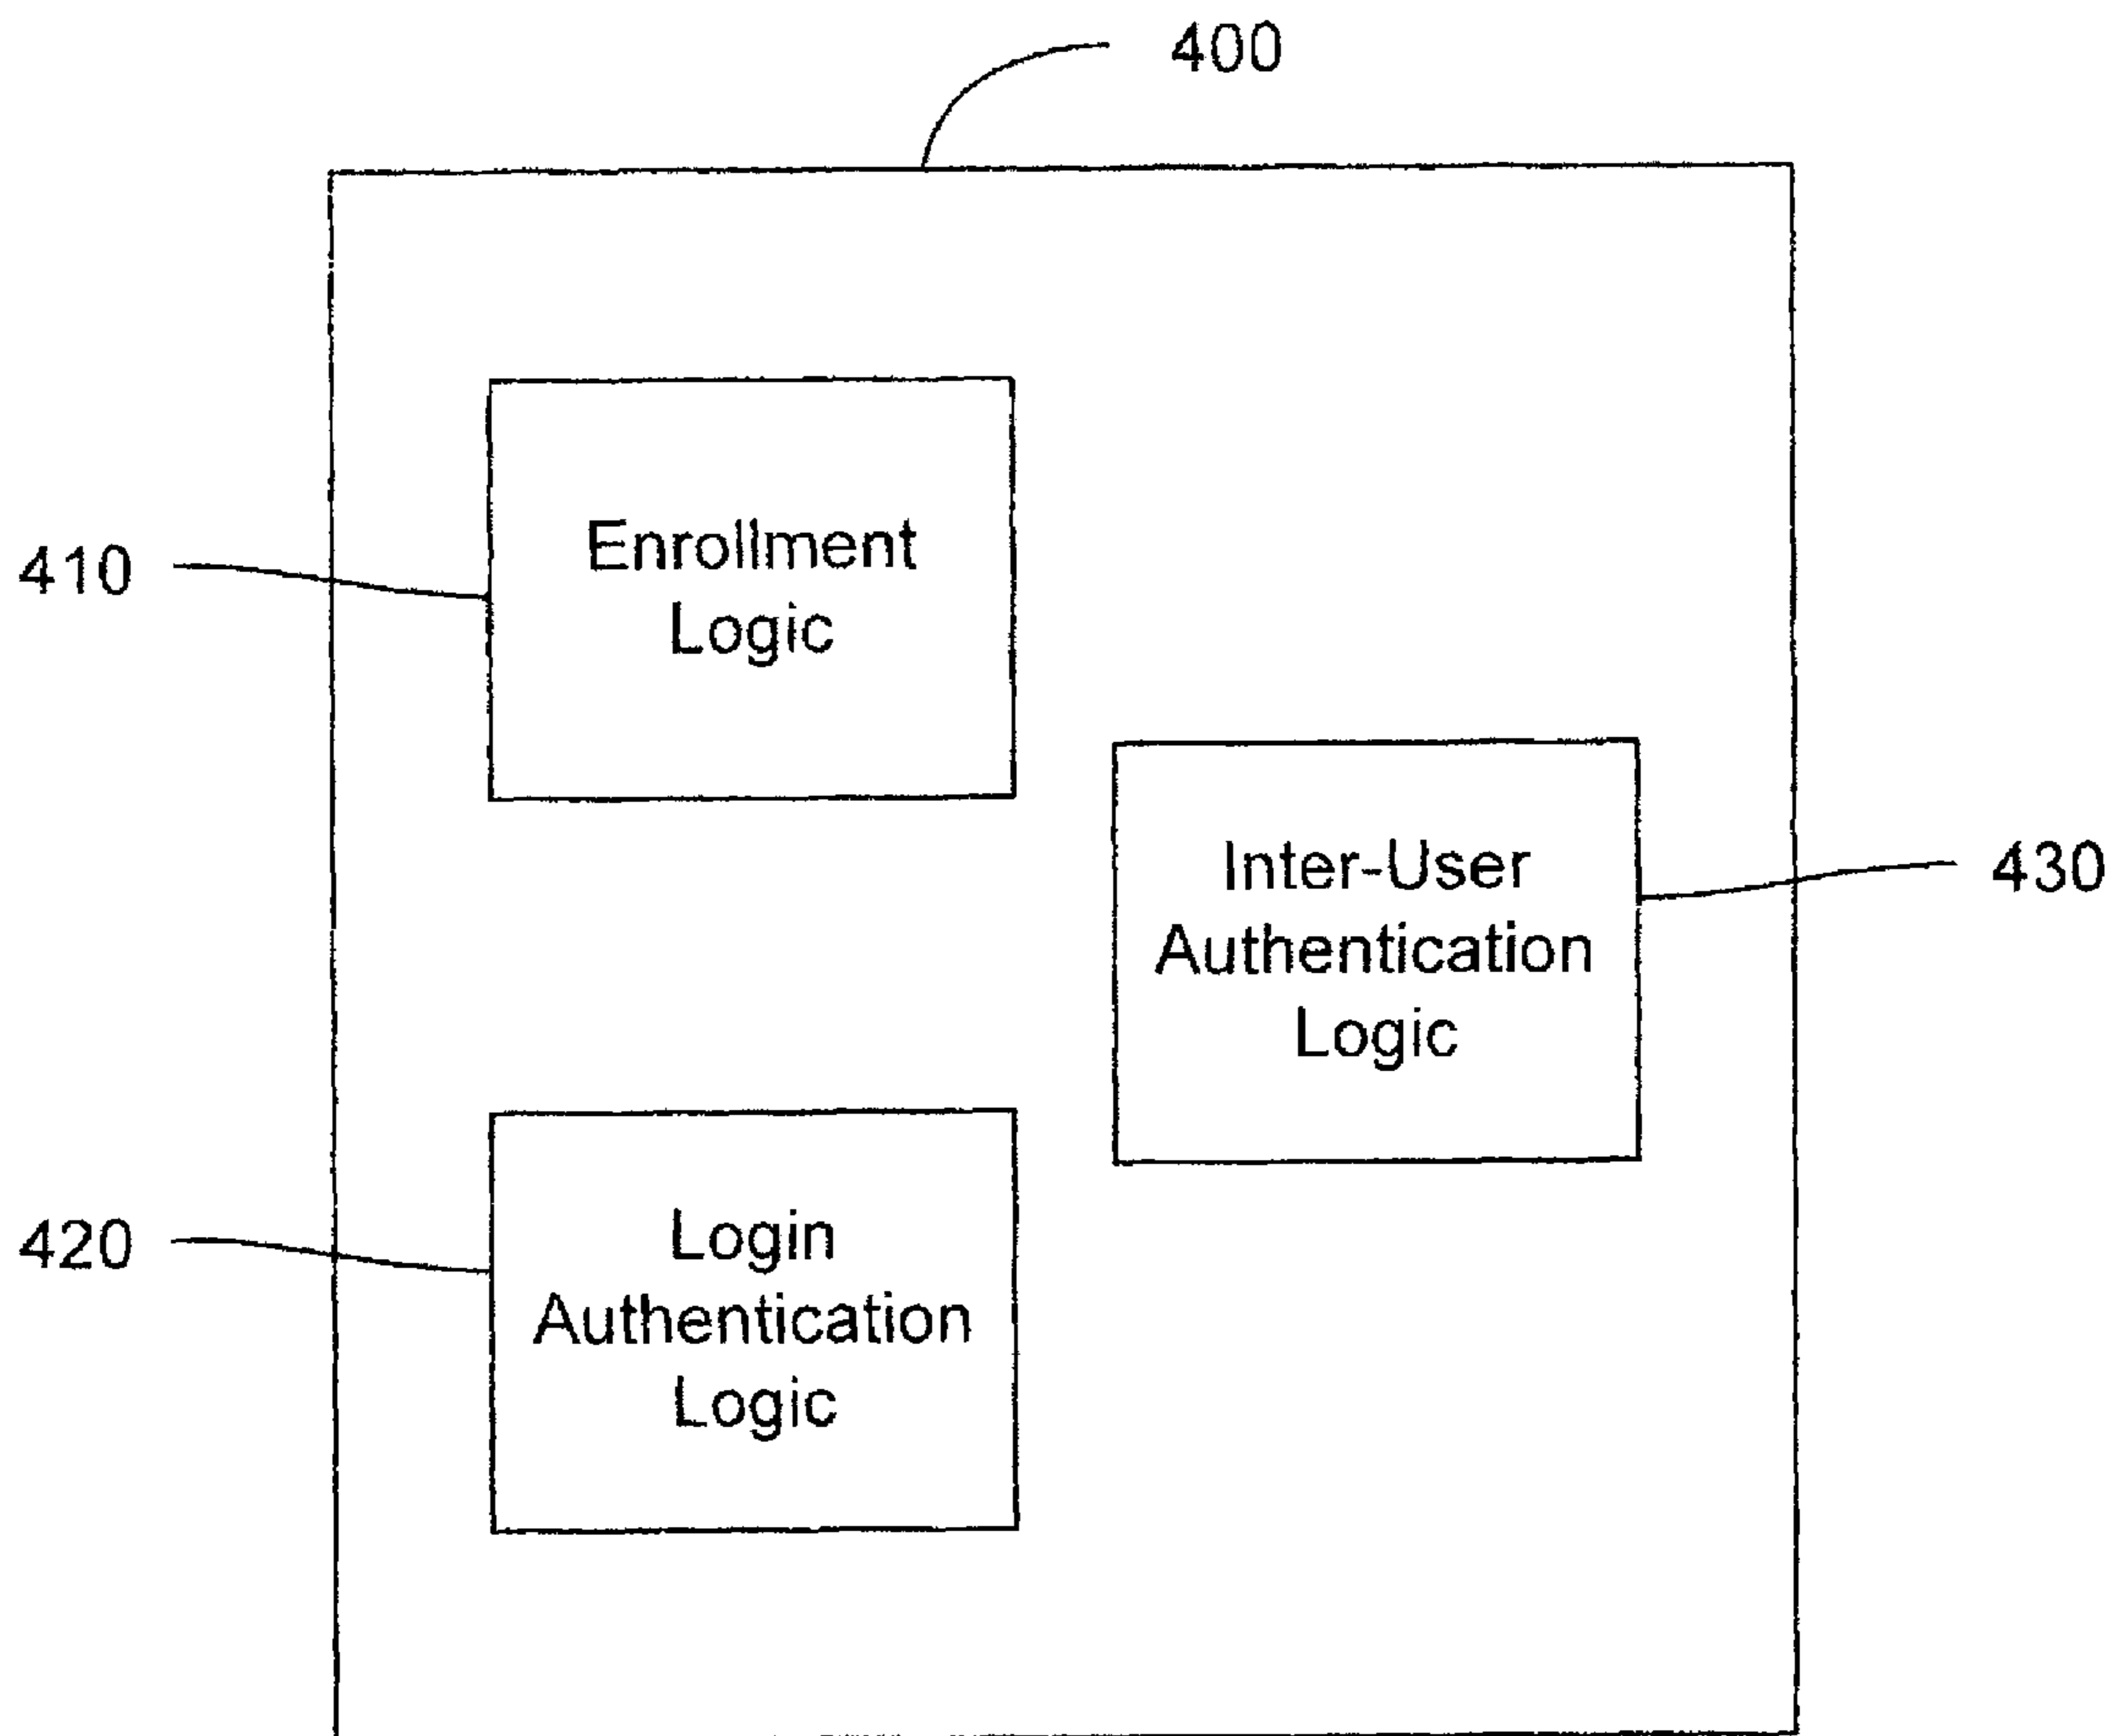 400
410
Enrollment
Logic
Inter-User
Authentication
Logic
430
420
Login
Authentication
Logic